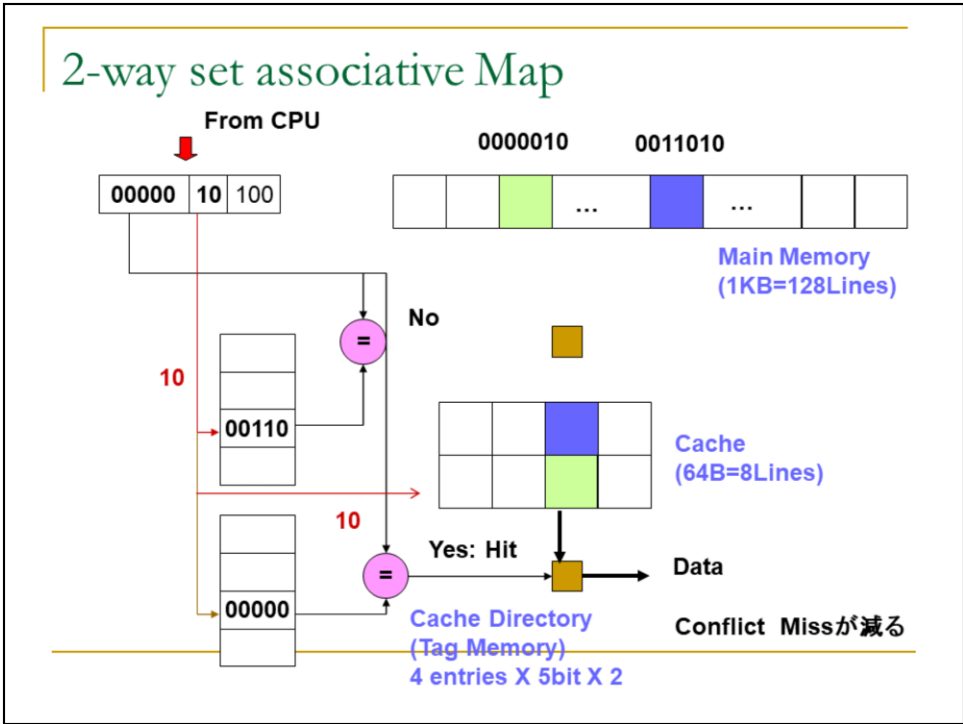 2-way set associative Map
From CPU
0000010
0011010
00000 10 100
...
...
Main Memory
(1KB=128Lines)
No
=
10
00110
Cache
(64B=8Lines)
10
Yes: Hit
=
Data
00000
Cache Directory
(Tag Memory)
4 entries X 5bit X 2
Conflict Missが減る